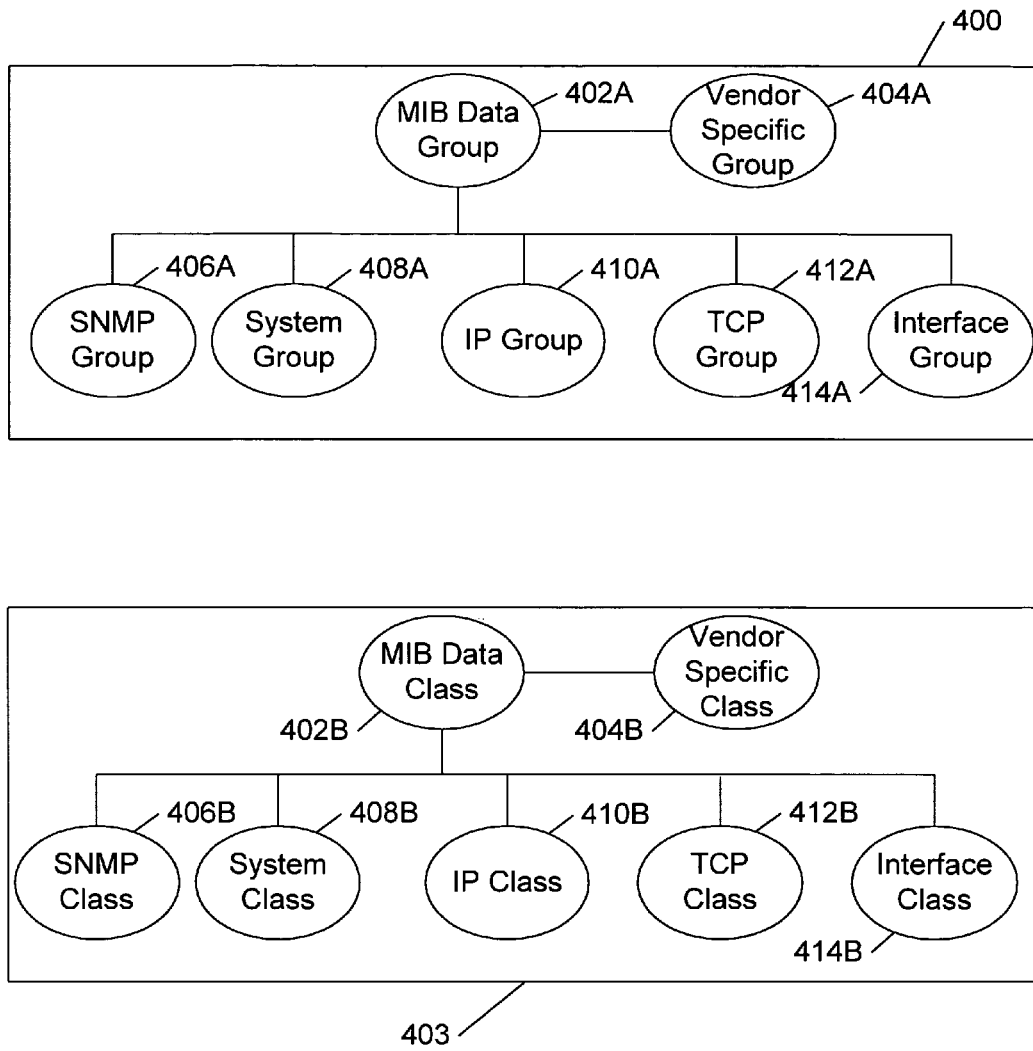 400
MIB Data
Group
402A
Vendor
Specific
Group
404A
406A
408A
410A
412A
SNMP
Group
System
Group
IP Group
TCP
Group
Interface
Group
414A
MIB Data
Class
402B
Vendor
Specific
Class
404B
406B
408B
410B
412B
SNMP
Class
System
Class
IP Class
TCP
Class
Interface
Class
414B
403